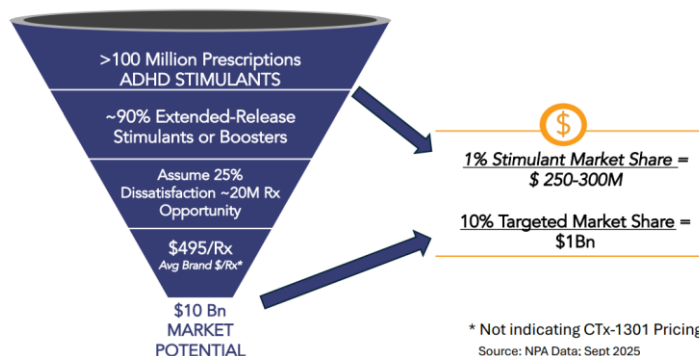 >100 Million Prescriptions
ADHD STIMULANTS
~90% Extended-Release
Stimulants or Boosters
Assume 25%
Dissatisfaction ~20M Rx
Opportunity
$495/Rx
Avg Brand $/Rx*
$10 Bn
MARKET
POTENTIAL
$
1% Stimulant Market Share =
$ 250-300M
10% Targeted Market Share =
$1Bn
* Not indicating CTx-1301 Pricing
Source: NPA Data; Sept 2025